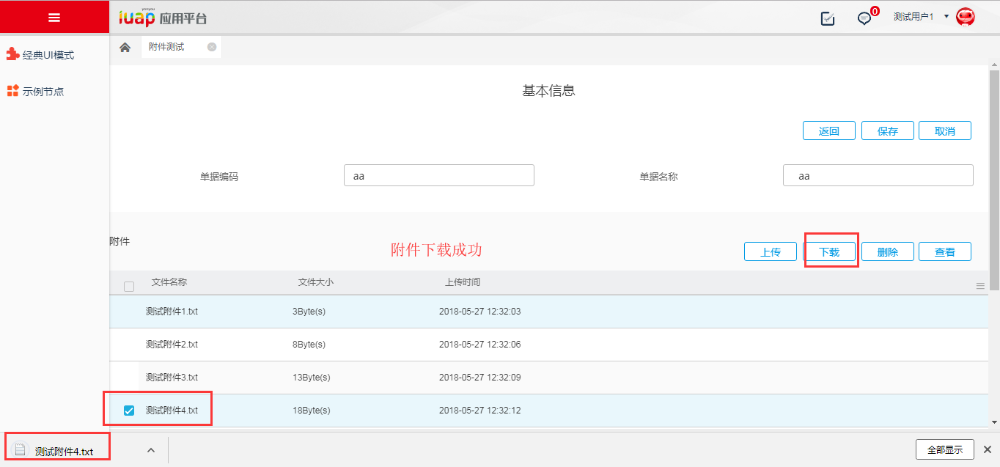 yonyou
iuap 应用平台
0
测试用户1
经典UI模式
附件测试
示例节点
基本信息
返回 保存 取消
单据编码 aa 单据名称 aa
附件
附件下载成功
上传 下载 删除 查看
文件名称 文件大小 上传时间
测试附件1.txt 3Byte(s) 2018-05-27 12:32:03
测试附件2.txt 8Byte(s) 2018-05-27 12:32:06
测试附件3.txt 13Byte(s) 2018-05-27 12:32:09
测试附件4.txt 18Byte(s) 2018-05-27 12:32:12
测试附件4.txt 全部显示